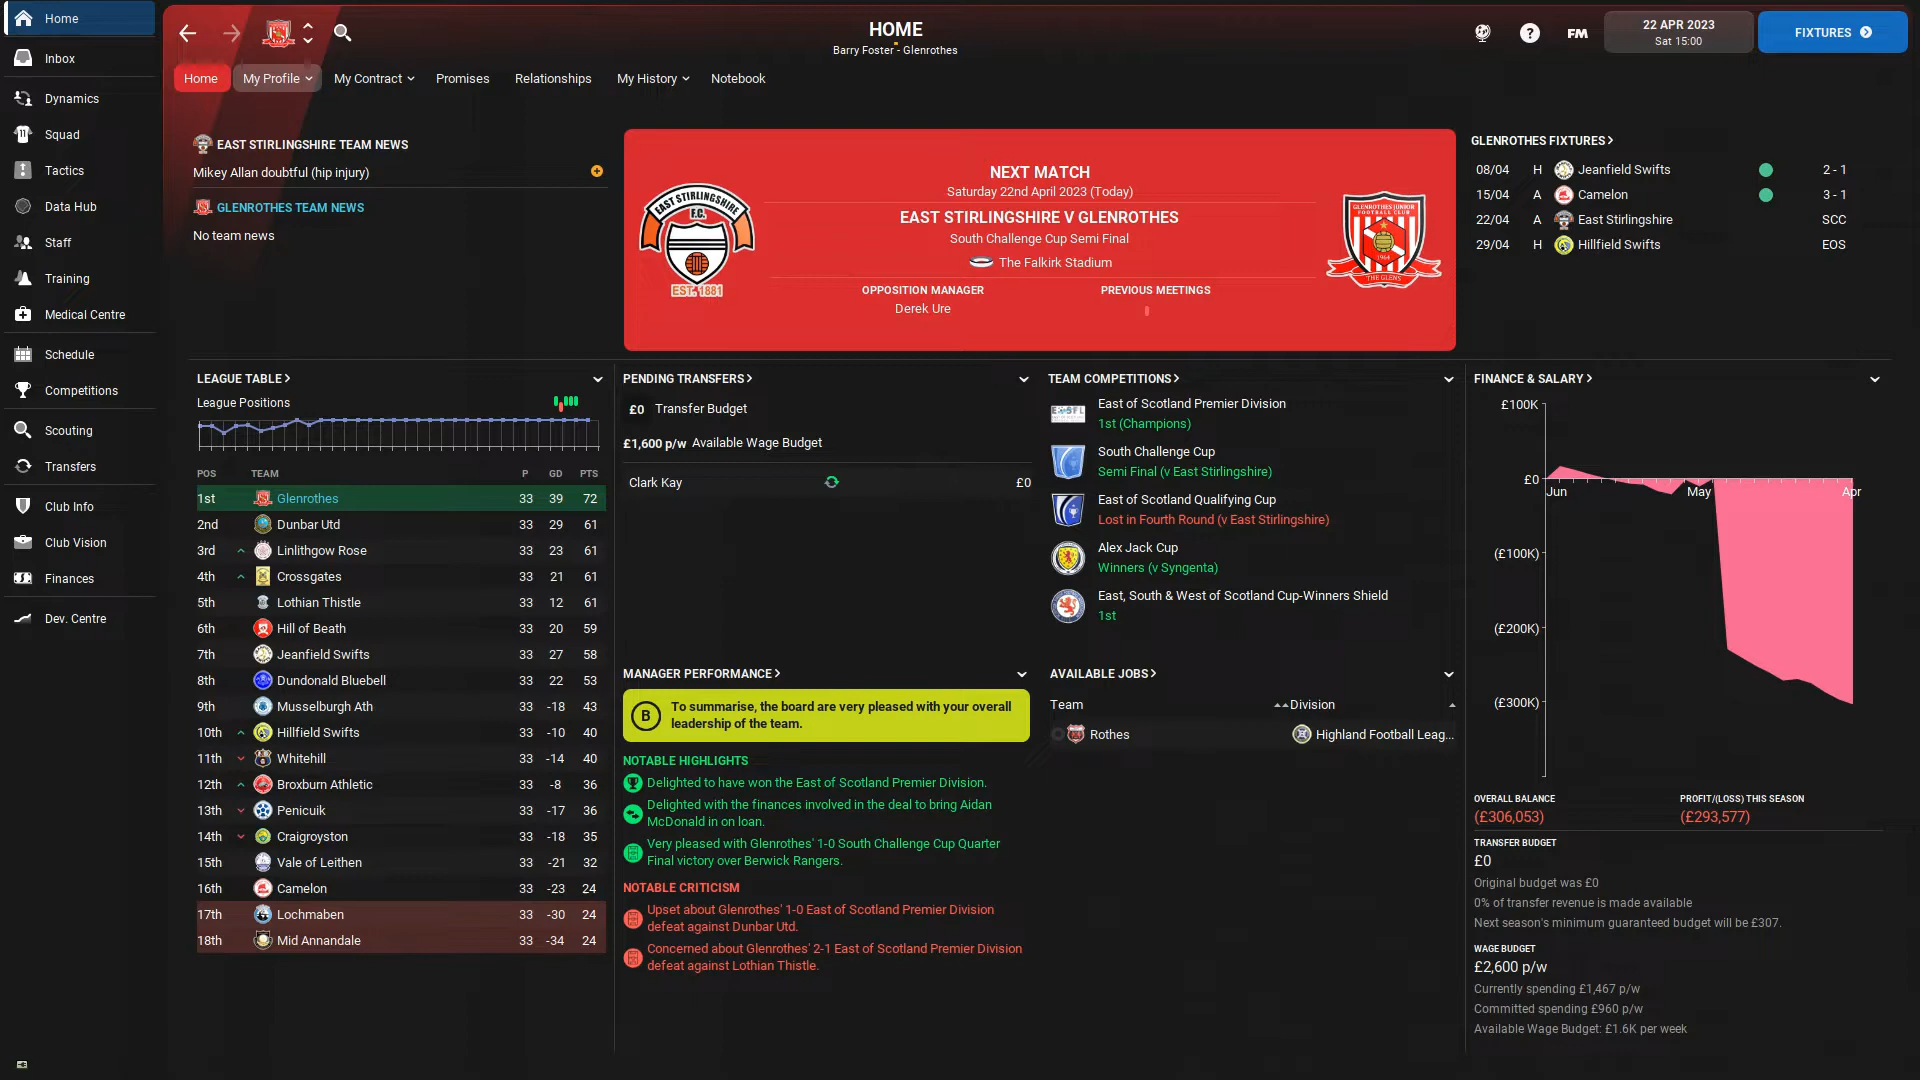 Home
Inbox
Dynamics
Squad
Tactics
Data Hub
Staff
Training
Medical Centre
Schedule
Competitions
Scouting
Transfers
Club Info
Club Vision
Finances
Dev. Centre
HOME
Barry Foster - Glenrothes
FM
22 APR 2023
Sat 15:00
FIXTURES
Home
My Profile
My Contract
Promises
Relationships
My History
Notebook
EAST STIRLINGSHIRE TEAM NEWS
Mikey Allan doubtful (hip injury)
GLENROTHES TEAM NEWS
No team news
EAST STIRLINGSHIRE
F.C.
EST. 1881
NEXT MATCH
Saturday 22nd April 2023 (Today)
EAST STIRLINGSHIRE V GLENROTHES
South Challenge Cup Semi Final
The Falkirk Stadium
OPPOSITION MANAGER
Derek Ure
PREVIOUS MEETINGS
GLENROTHES JUNIOR
FOOTBALL CLUB
1964
THE GLENS
GLENROTHES FIXTURES
08/04 H Jeanfield Swifts 2 - 1
15/04 A Camelon 3 - 1
22/04 A East Stirlingshire SCC
29/04 H Hillfield Swifts EOS
LEAGUE TABLE
League Positions
POS TEAM P GD PTS
1st Glenrothes 33 39 72
2nd Dunbar Utd 33 29 61
3rd Linlithgow Rose 33 23 61
4th Crossgates 33 21 61
5th Lothian Thistle 33 12 61
6th Hill of Beath 33 20 59
7th Jeanfield Swifts 33 27 58
8th Dundonald Bluebell 33 22 53
9th Musselburgh Ath 33 -18 43
10th Hillfield Swifts 33 -10 40
11th Whitehill 33 -14 40
12th Broxburn Athletic 33 -8 36
13th Penicuik 33 -17 36
14th Craigroyston 33 -18 35
15th Vale of Leithen 33 -21 32
16th Camelon 33 -23 24
17th Lochmaben 33 -30 24
18th Mid Annandale 33 -34 24
PENDING TRANSFERS
£0 Transfer Budget
£1,600 p/w Available Wage Budget
Clark Kay £0
MANAGER PERFORMANCE
B
To summarise, the board are very pleased with your overall
leadership of the team.
NOTABLE HIGHLIGHTS
Delighted to have won the East of Scotland Premier Division.
Delighted with the finances involved in the deal to bring Aidan
McDonald in on loan.
Very pleased with Glenrothes' 1-0 South Challenge Cup Quarter
Final victory over Berwick Rangers.
NOTABLE CRITICISM
Upset about Glenrothes' 1-0 East of Scotland Premier Division
defeat against Dunbar Utd.
Concerned about Glenrothes' 2-1 East of Scotland Premier Division
defeat against Lothian Thistle.
TEAM COMPETITIONS
East of Scotland Premier Division
1st (Champions)
South Challenge Cup
Semi Final (v East Stirlingshire)
East of Scotland Qualifying Cup
Lost in Fourth Round (v East Stirlingshire)
Alex Jack Cup
Winners (v Syngenta)
East, South & West of Scotland Cup-Winners Shield
1st
AVAILABLE JOBS
Team Division
Rothes Highland Football Leag...
FINANCE & SALARY
£100K
£0
Jun May Apr
(£100K)
(£200K)
(£300K)
OVERALL BALANCE
(£306,053)
PROFIT/(LOSS) THIS SEASON
(£293,577)
TRANSFER BUDGET
£0
Original budget was £0
0% of transfer revenue is made available
Next season's minimum guaranteed budget will be £307.
WAGE BUDGET
£2,600 p/w
Currently spending £1,467 p/w
Committed spending £960 p/w
Available Wage Budget: £1.6K per week